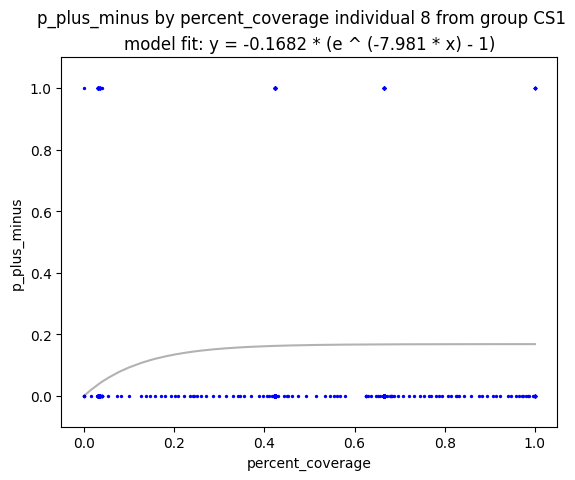 p_plus_minus by percent_coverage individual 8 from group CS1
model fit: y = -0.1682 * (e ^ (-7.981 * x) - 1)
1.0
0.8
0.6
0.4
0.2
0.0
p_plus_minus
0.0 0.2 0.4 0.6 0.8 1.0
percent_coverage